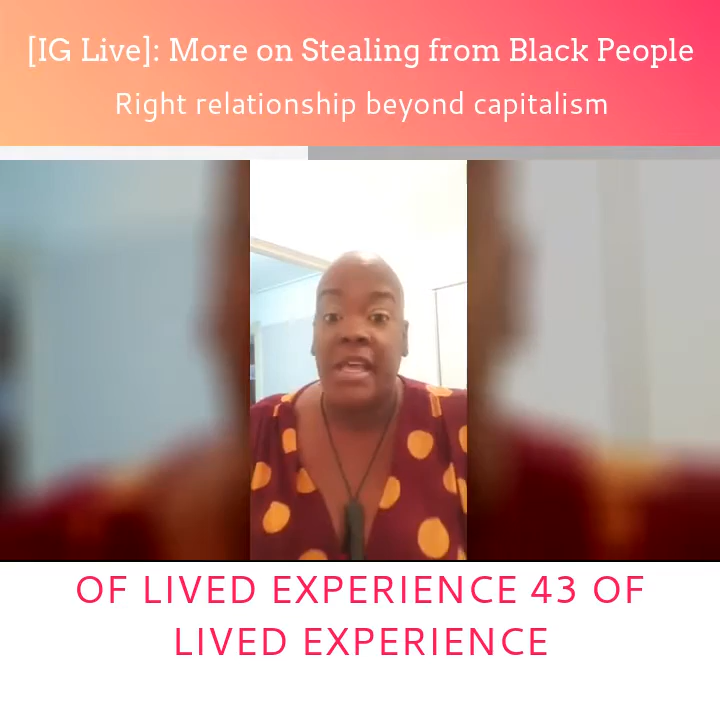 [IG Live]: More on Stealing from Black People
Right relationship beyond capitalism
OF LIVED EXPERIENCE 43 OF
LIVED EXPERIENCE